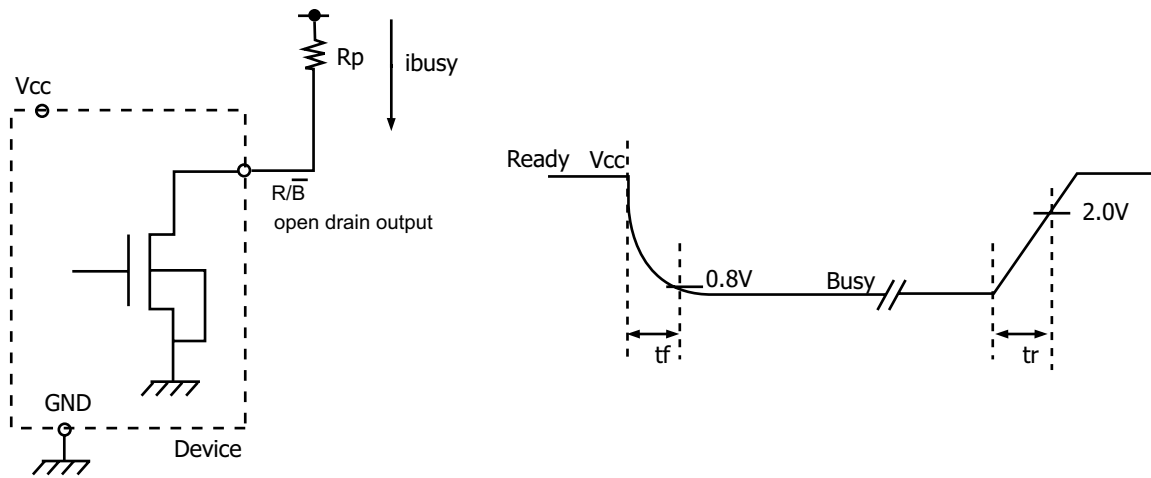 Rp
ibusy
Vcc
R/B̅
open drain output
GND
Device
Ready Vcc
2.0V
0.8V
Busy
tf
tr